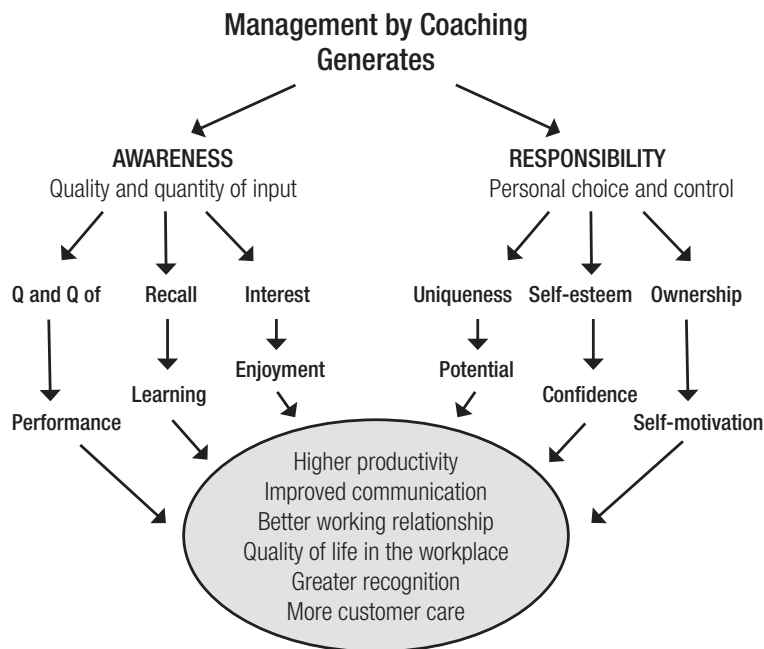 Management by Coaching
Generates
AWARENESS
Quality and quantity of input
RESPONSIBILITY
Personal choice and control
Q and Q of
Recall
Interest
Uniqueness
Self-esteem
Ownership
Enjoyment
Potential
Learning
Confidence
Performance
Self-motivation
Higher productivity
Improved communication
Better working relationship
Quality of life in the workplace
Greater recognition
More customer care